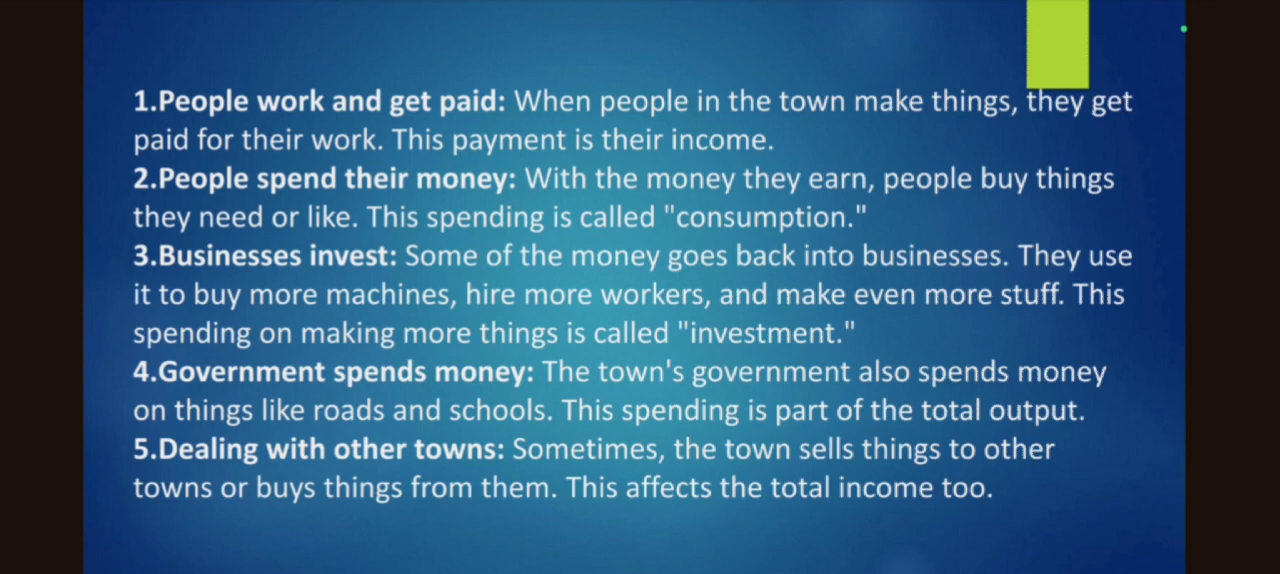 1.People work and get paid: When people in the town make things, they get
paid for their work. This payment is their income.
2.People spend their money: With the money they earn, people buy things
they need or like. This spending is called "consumption."
3.Businesses invest: Some of the money goes back into businesses. They use
it to buy more machines, hire more workers, and make even more stuff. This
spending on making more things is called "investment."
4.Government spends money: The town's government also spends money
on things like roads and schools. This spending is part of the total output.
5.Dealing with other towns: Sometimes, the town sells things to other
towns or buys things from them. This affects the total income too.